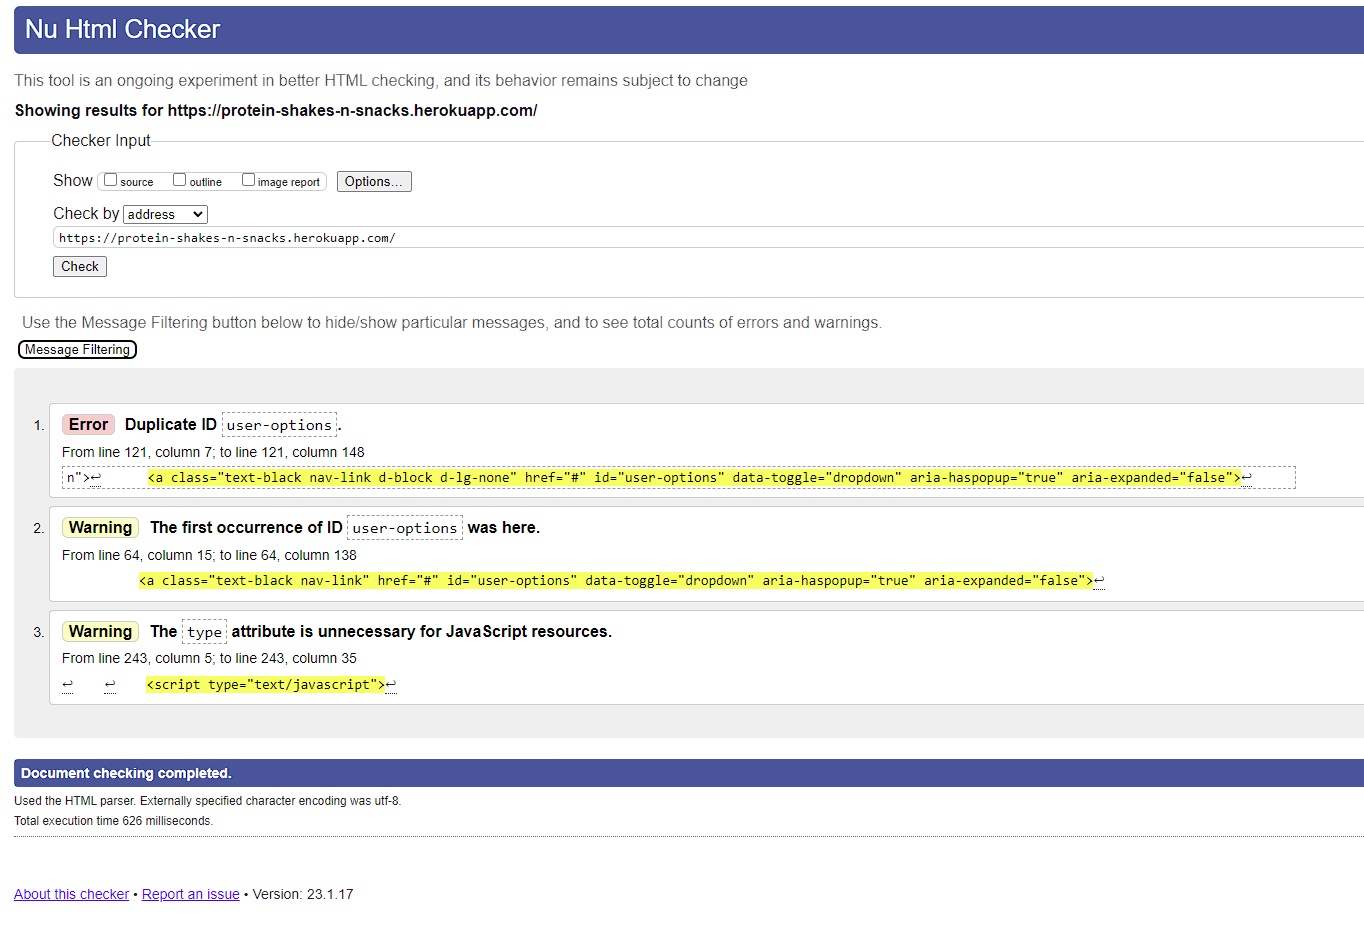 Nu Html Checker
This tool is an ongoing experiment in better HTML checking, and its behavior remains subject to change
Showing results for https://protein-shakes-n-snacks.herokuapp.com/
Checker Input
Show source outline image report Options...
Check by address
https://protein-shakes-n-snacks.herokuapp.com/
Check
Use the Message Filtering button below to hide/show particular messages, and to see total counts of errors and warnings.
Message Filtering
1. Error Duplicate ID user-options.
From line 121, column 7; to line 121, column 148
n">↩ <a class="text-black nav-link d-block d-lg-none" href="#" id="user-options" data-toggle="dropdown" aria-haspopup="true" aria-expanded="false">↩
2. Warning The first occurrence of ID user-options was here.
From line 64, column 15; to line 64, column 138
<a class="text-black nav-link" href="#" id="user-options" data-toggle="dropdown" aria-haspopup="true" aria-expanded="false">↩
3. Warning The type attribute is unnecessary for JavaScript resources.
From line 243, column 5; to line 243, column 35
↩ ↩ <script type="text/javascript">↩
Document checking completed.
Used the HTML parser. Externally specified character encoding was utf-8.
Total execution time 626 milliseconds.
About this checker • Report an issue • Version: 23.1.17